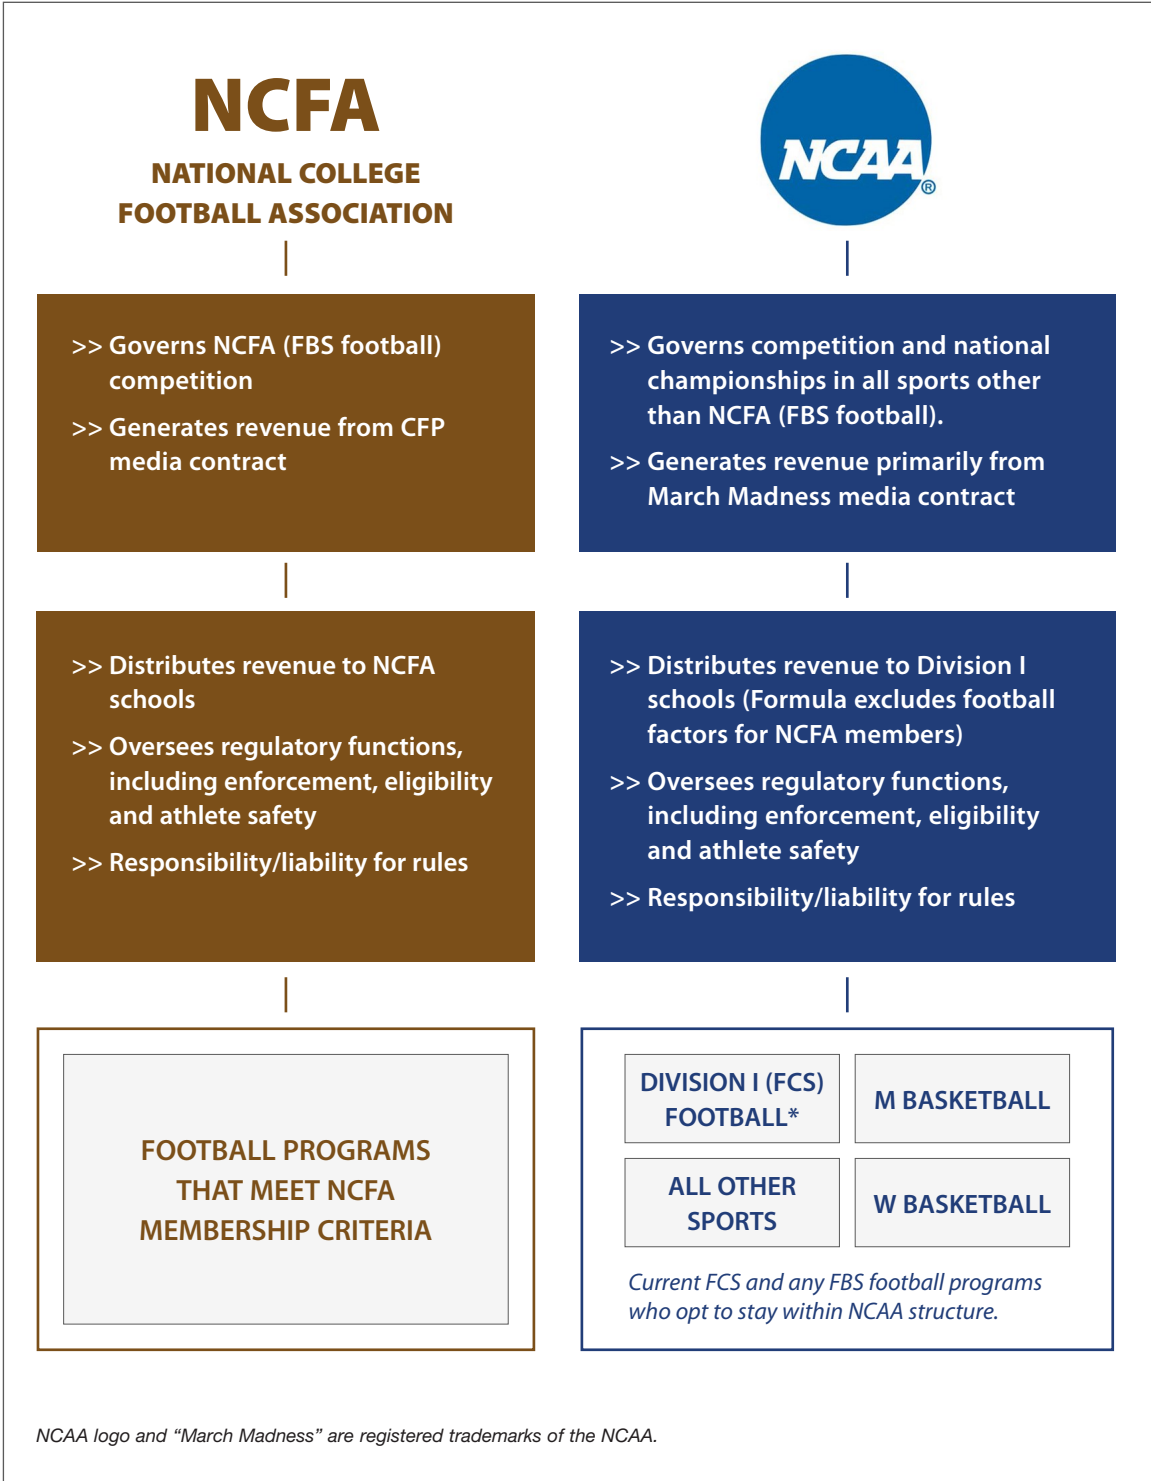 NCFA
NATIONAL COLLEGE
FOOTBALL ASSOCIATION
>> Governs NCFA (FBS football)
competition
>> Generates revenue from CFP
media contract
>> Distributes revenue to NCFA
schools
>> Oversees regulatory functions,
including enforcement, eligibility
and athlete safety
>> Responsibility/liability for rules
FOOTBALL PROGRAMS
THAT MEET NCFA
MEMBERSHIP CRITERIA
NCAA®
>> Governs competition and national
championships in all sports other
than NCFA (FBS football).
>> Generates revenue primarily from
March Madness media contract
>> Distributes revenue to Division I
schools (Formula excludes football
factors for NCFA members)
>> Oversees regulatory functions,
including enforcement, eligibility
and athlete safety
>> Responsibility/liability for rules
DIVISION I (FCS)
FOOTBALL*
M BASKETBALL
ALL OTHER
SPORTS
W BASKETBALL
Current FCS and any FBS football programs
who opt to stay within NCAA structure.
NCAA logo and “March Madness” are registered trademarks of the NCAA.